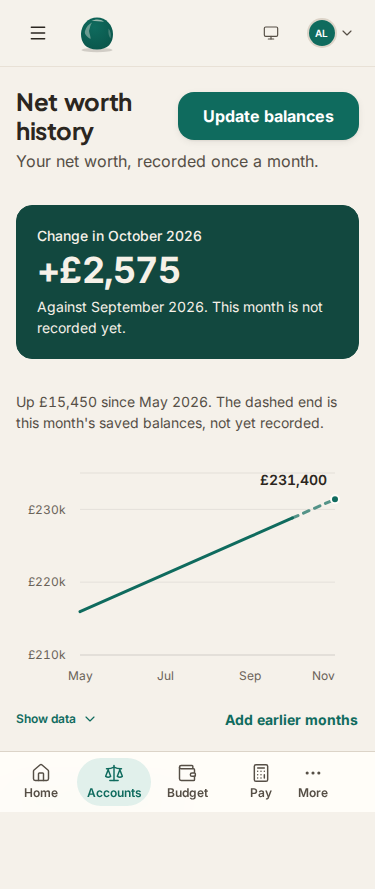 AL
Net worth
history
Update balances
Your net worth, recorded once a month.
Change in October 2026
+£2,575
Against September 2026. This month is not
recorded yet.
Up £15,450 since May 2026. The dashed end is
this month's saved balances, not yet recorded.
£231,400
£230k
£220k
£210k
May Jul Sep Nov
Show data
Add earlier months
Home Accounts Budget Pay More